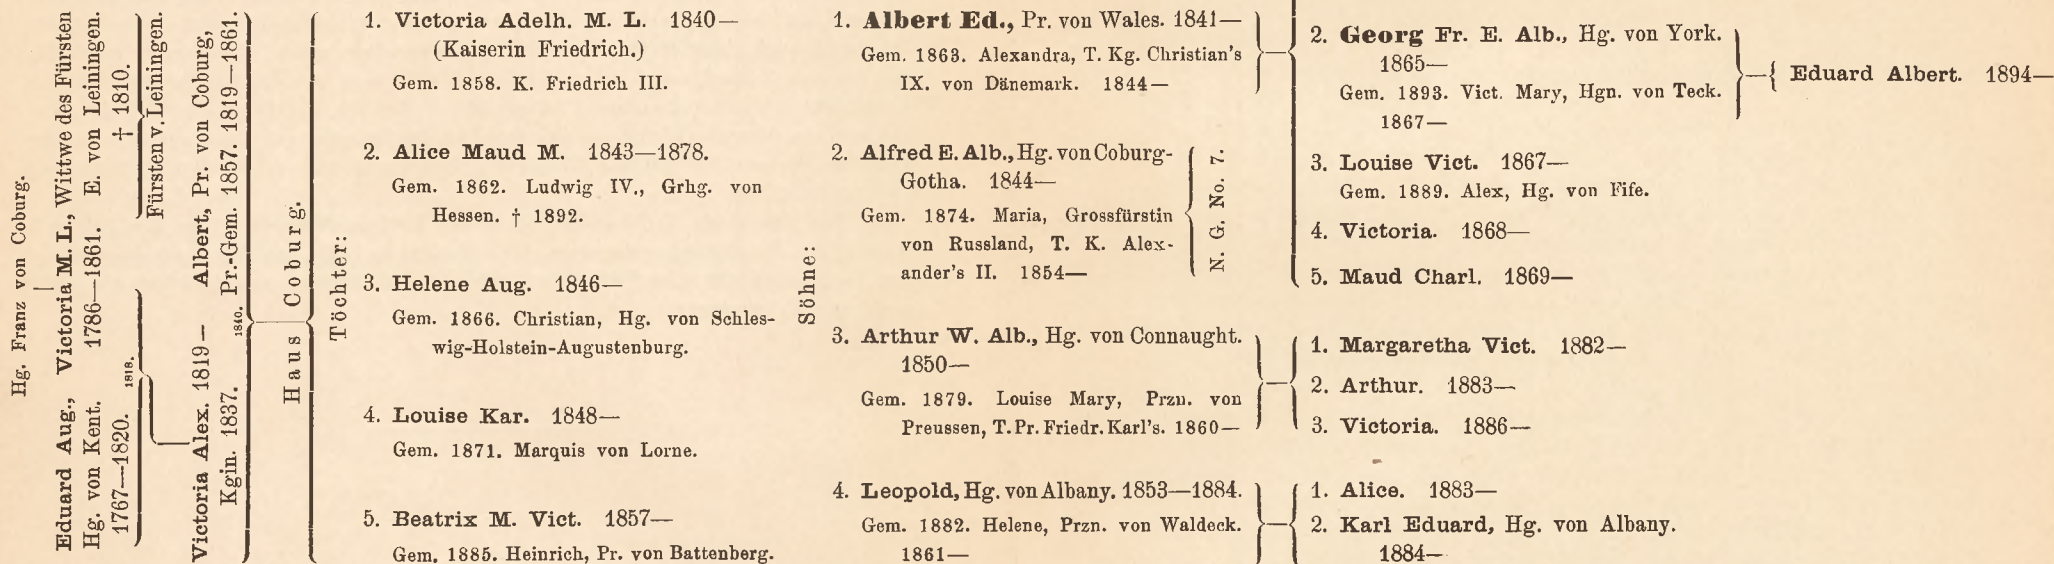 Hg. Franz von Coburg.
Eduard Aug., Victoria M. L., Wittwe des Fürsten
Hg. von Kent. 1786—1861. E. von Leiningen.
1767—1820. † 1810.
1818.
Fürsten v. Leiningen.
Victoria Alex. 1819— Albert, Pr. von Coburg,
Kgin. 1837. 1840. Pr.-Gem. 1857. 1819—1861.
Haus Coburg.
Töchter:
1. Victoria Adelh. M. L. 1840—
(Kaiserin Friedrich.)
Gem. 1858. K. Friedrich III.
2. Alice Maud M. 1843—1878.
Gem. 1862. Ludwig IV., Grhg. von
Hessen. † 1892.
3. Helene Aug. 1846—
Gem. 1866. Christian, Hg. von Schles-
wig-Holstein-Augustenburg.
4. Louise Kar. 1848—
Gem. 1871. Marquis von Lorne.
5. Beatrix M. Vict. 1857—
Gem. 1885. Heinrich, Pr. von Battenberg.
Söhne:
1. Albert Ed., Pr. von Wales. 1841—
Gem. 1863. Alexandra, T. Kg. Christian's
IX. von Dänemark. 1844—
2. Alfred E. Alb., Hg. von Coburg-
Gotha. 1844—
Gem. 1874. Maria, Grossfürstin
von Russland, T. K. Alex-
ander's II. 1854—
N. G. No. 7.
3. Arthur W. Alb., Hg. von Connaught.
1850—
Gem. 1879. Louise Mary, Przn. von
Preussen, T. Pr. Friedr. Karl's. 1860—
4. Leopold, Hg. von Albany. 1853—1884.
Gem. 1882. Helene, Przn. von Waldeck.
1861—
2. Georg Fr. E. Alb., Hg. von York.
1865—
Gem. 1893. Vict. Mary, Hgn. von Teck.
1867—
3. Louise Vict. 1867—
Gem. 1889. Alex, Hg. von Fife.
4. Victoria. 1868—
5. Maud Charl. 1869—
1. Margaretha Vict. 1882—
2. Arthur. 1883—
3. Victoria. 1886—
1. Alice. 1883—
2. Karl Eduard, Hg. von Albany.
1884—
Eduard Albert. 1894—